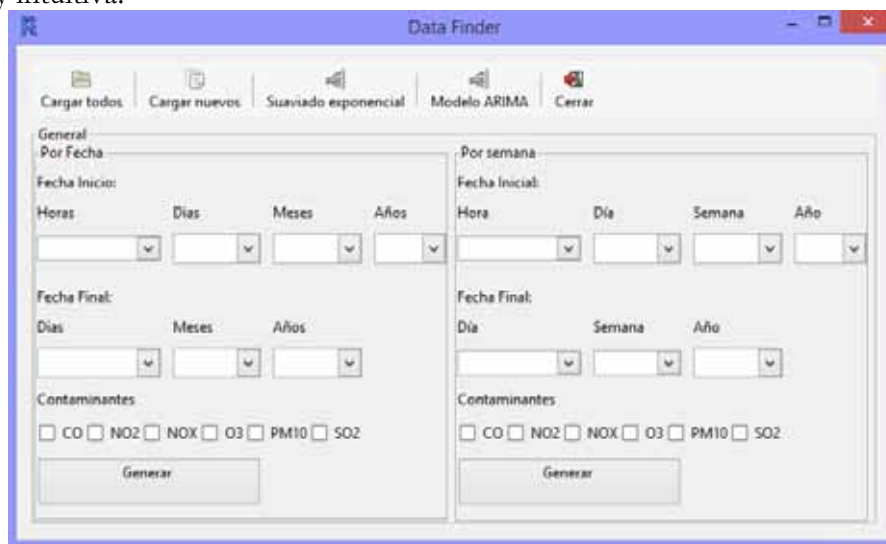 y intuitiva.
Data Finder
Cargar todos Cargar nuevos Suaviado exponencial Modelo ARIMA Cerrar
General
Por Fecha
Fecha Inicio:
Horas Dias Meses Años
Fecha Final:
Dias Meses Años
Contaminantes
CO NO2 NOX O3 PM10 SO2
Generar
Por semana
Fecha Inicial:
Hora Día Semana Año
Fecha Final:
Día Semana Año
Contaminantes
CO NO2 NOX O3 PM10 SO2
Generar